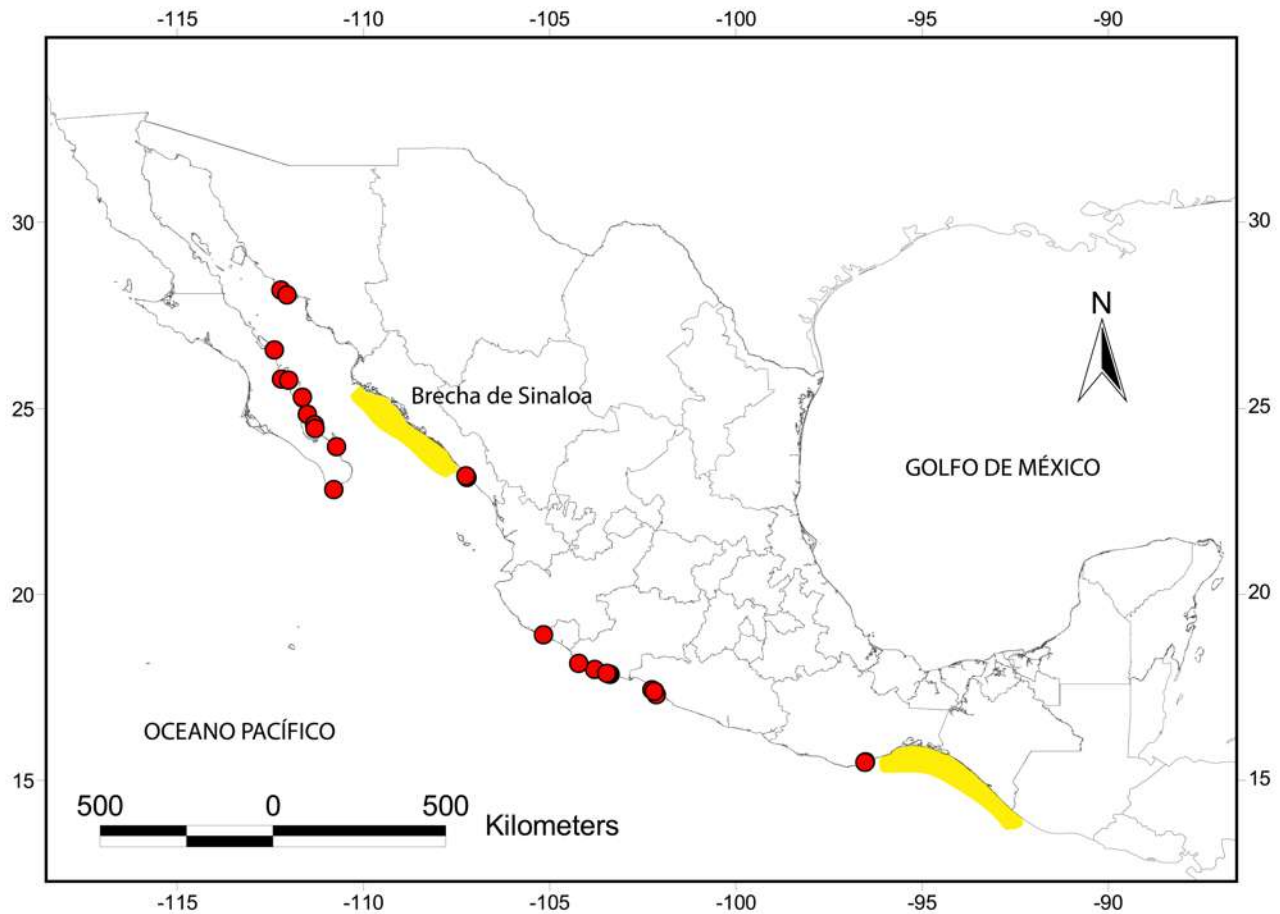 -115 -110 -105 -100 -95 -90
30 30
Brecha de Sinaloa
N
25 25
GOLFO DE MÉXICO
20 20
OCEANO PACÍFICO
15 15
500 0 500
Kilometers
-115 -110 -105 -100 -95 -90